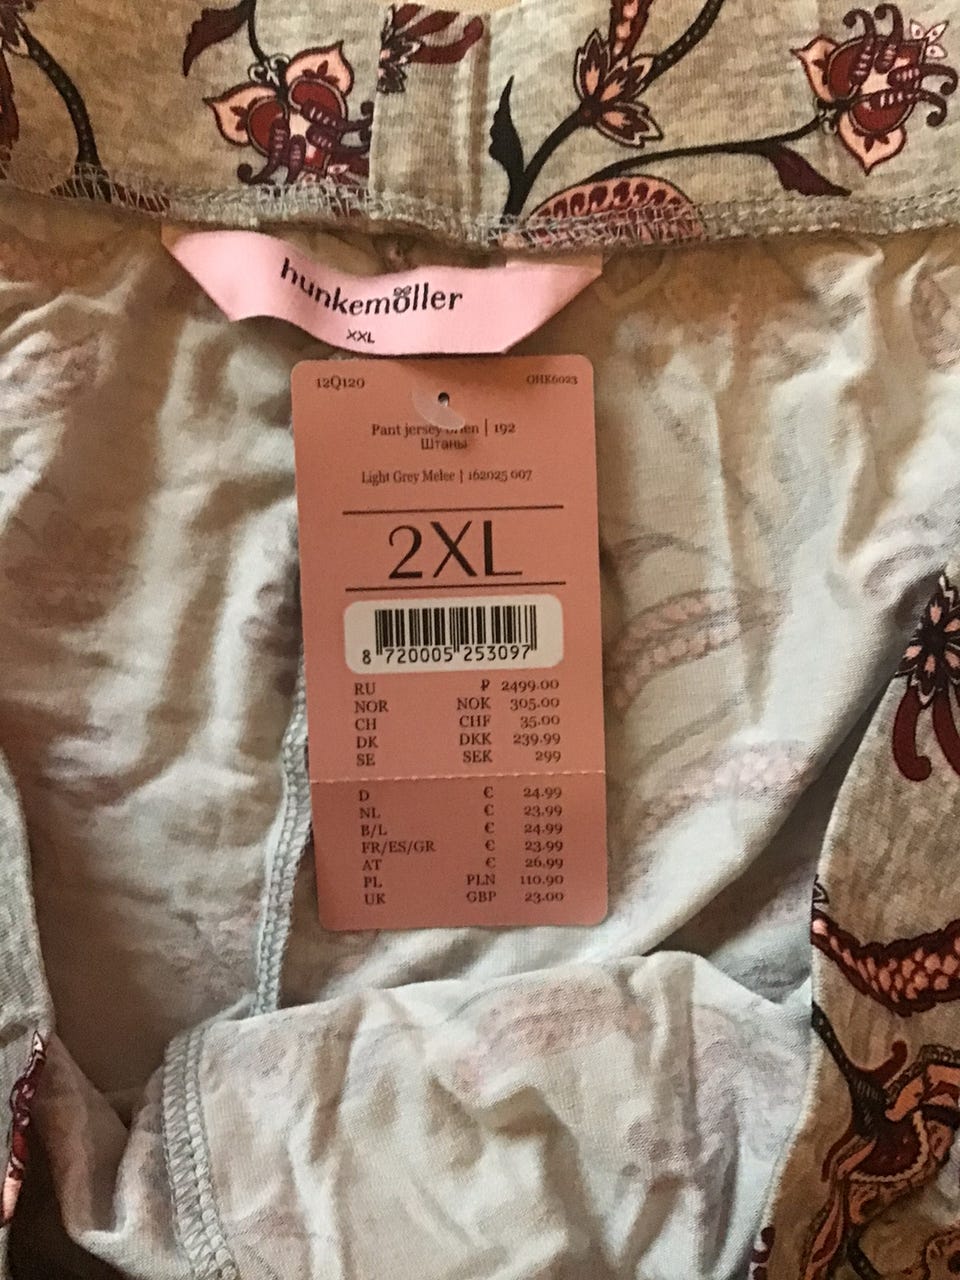 hunkemöller
XXL
12Q120 OHK6023
Pant jersey | 192
Штаны
Light Grey Melee | 162025 007
2XL
8 720005 253097
RU ₽ 2499.00
NOR NOK 305.00
CH CHF 35.00
DK DKK 239.99
SE SEK 299
D € 24.99
NL € 23.99
B/L € 24.99
FR/ES/GR € 23.99
AT € 26.99
PL PLN 110.90
UK GBP 23.00